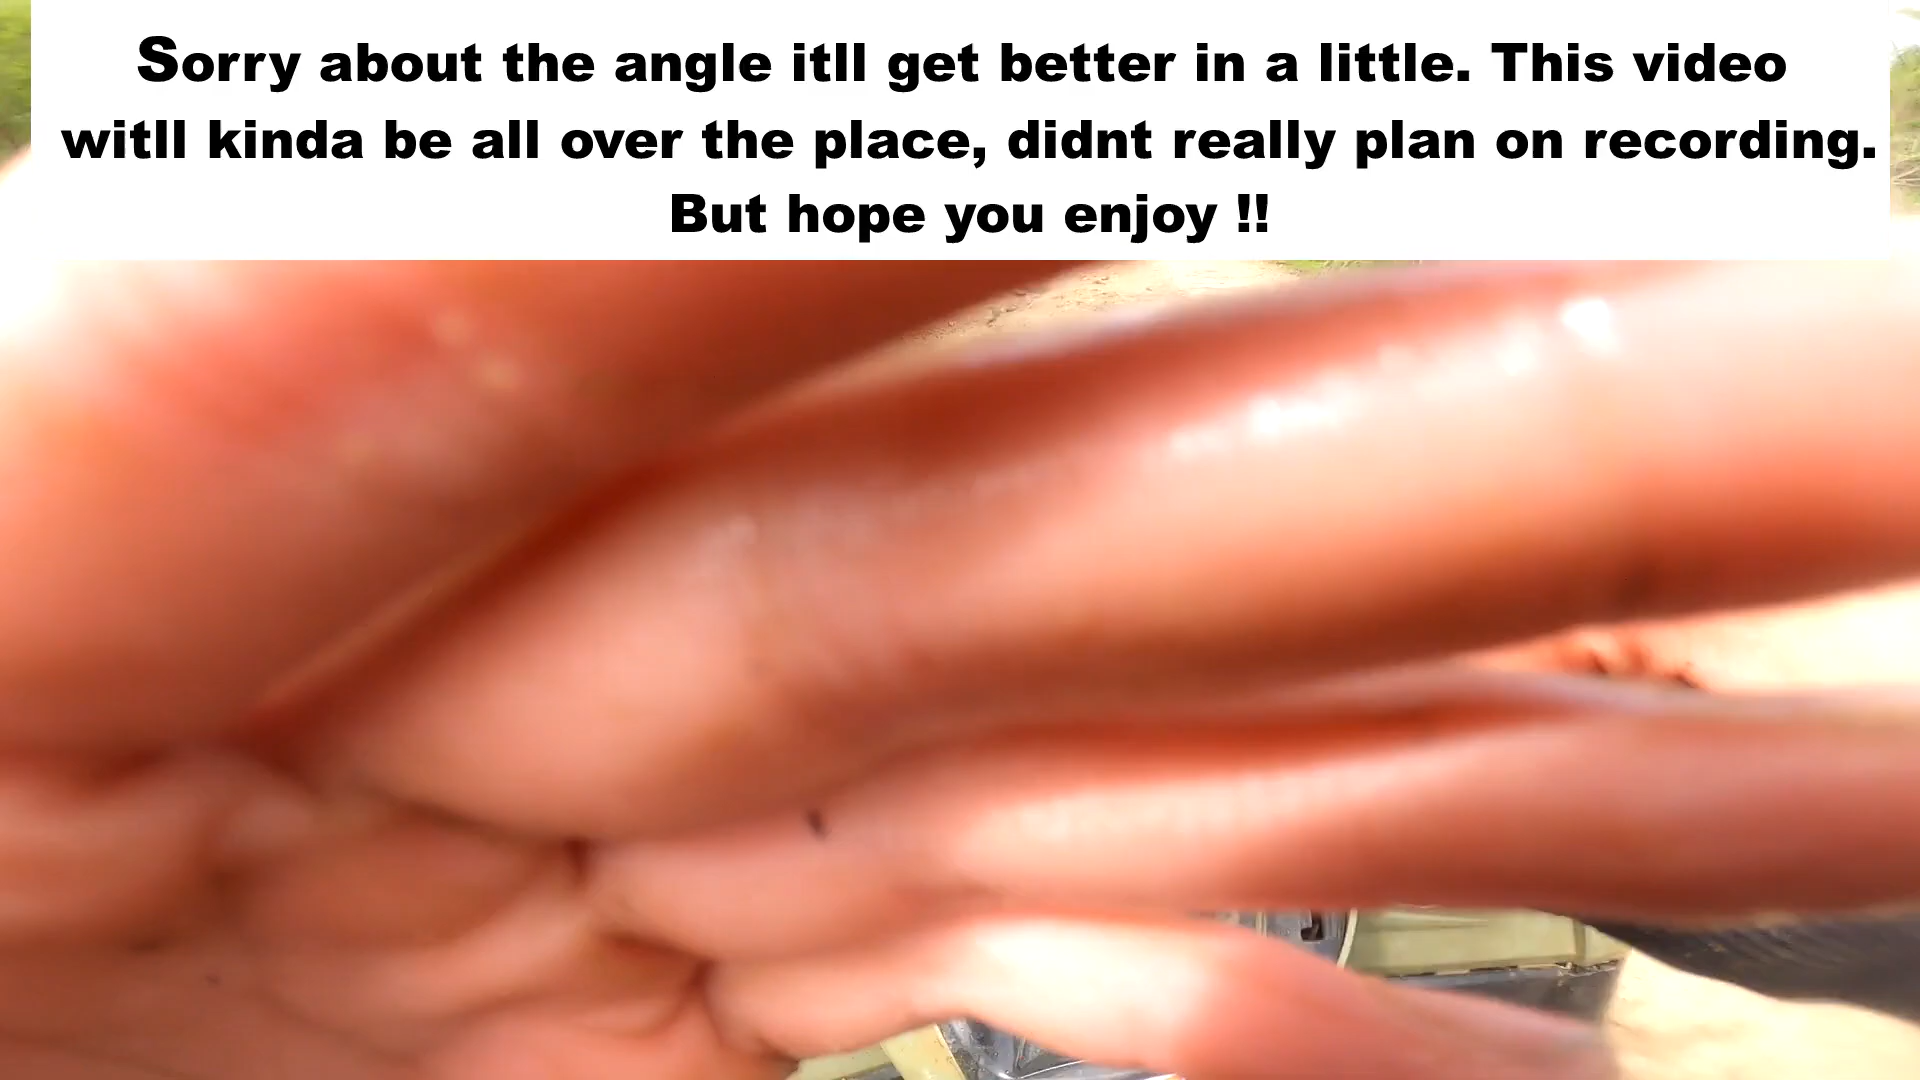 Sorry about the angle itll get better in a little. This video
witll kinda be all over the place, didnt really plan on recording.
But hope you enjoy !!